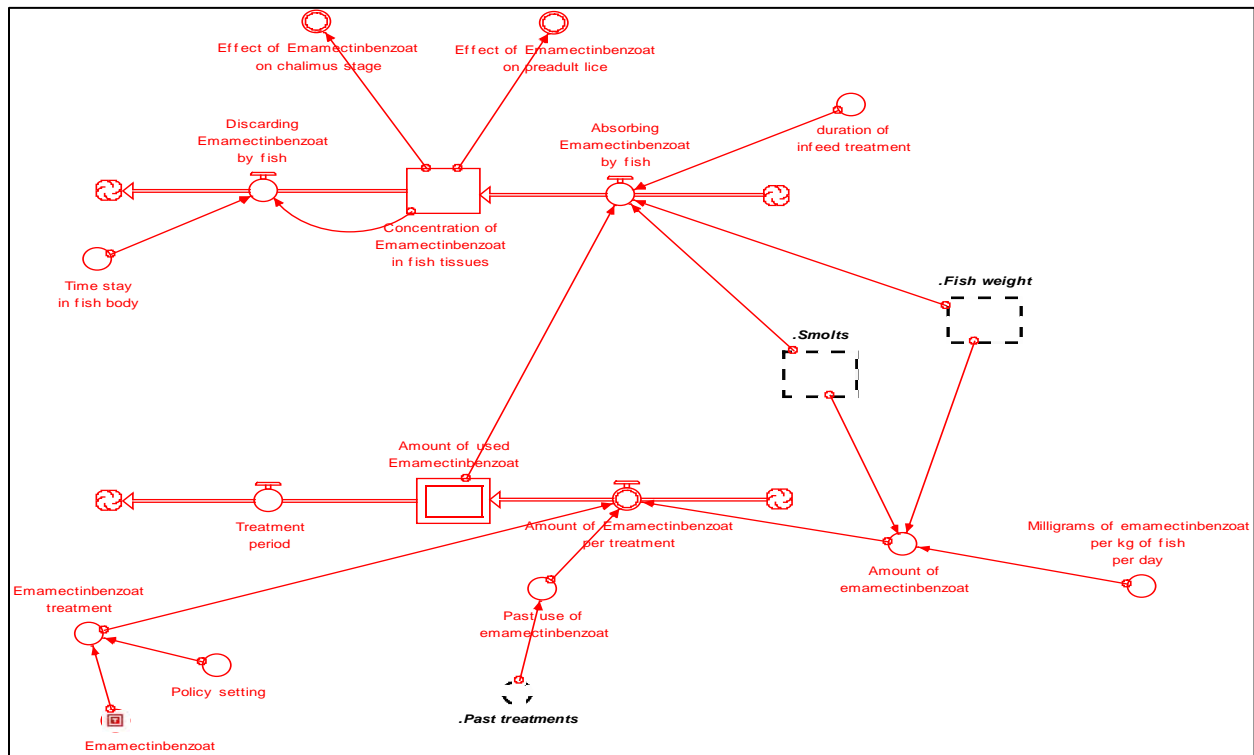 Effect of Emamectinbenzoat
on chalimus stage
Effect of Emamectinbenzoat
on preadult lice
Discarding
Emamectinbenzoat
by fish
Absorbing
Emamectinbenzoat
by fish
duration of
infeed treatment
Concentration of
Emamectinbenzoat
in fish tissues
Time stay
in fish body
.Fish weight
.Smolts
Amount of used
Emamectinbenzoat
Treatment
period
Amount of Emamectinbenzoat
per treatment
Milligrams of emamectinbenzoat
per kg of fish
per day
Amount of
emamectinbenzoat
Emamectinbenzoat
treatment
Past use of
emamectinbenzoat
Policy setting
.Past treatments
Emamectinbenzoat